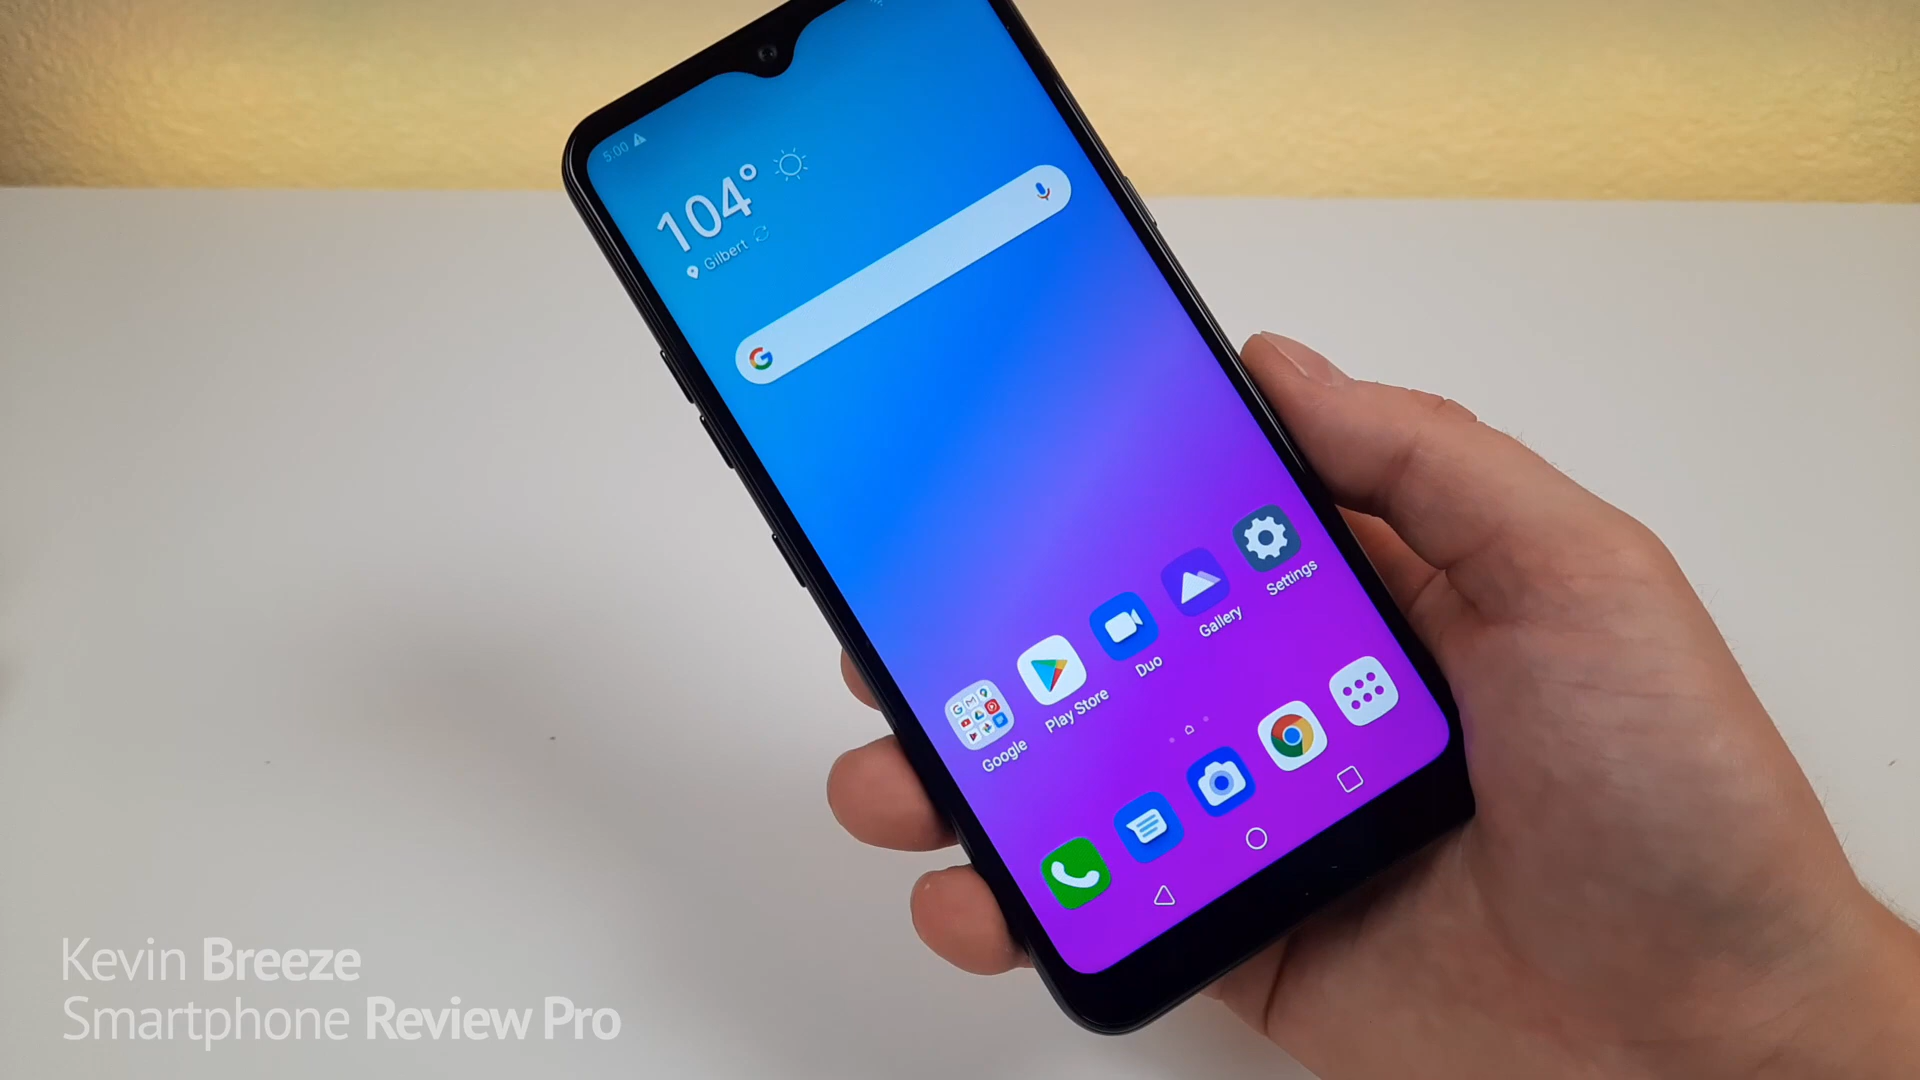 5:00
104°
Gilbert
Google
Play Store
Duo
Gallery
Settings
Kevin Breeze
Smartphone Review Pro